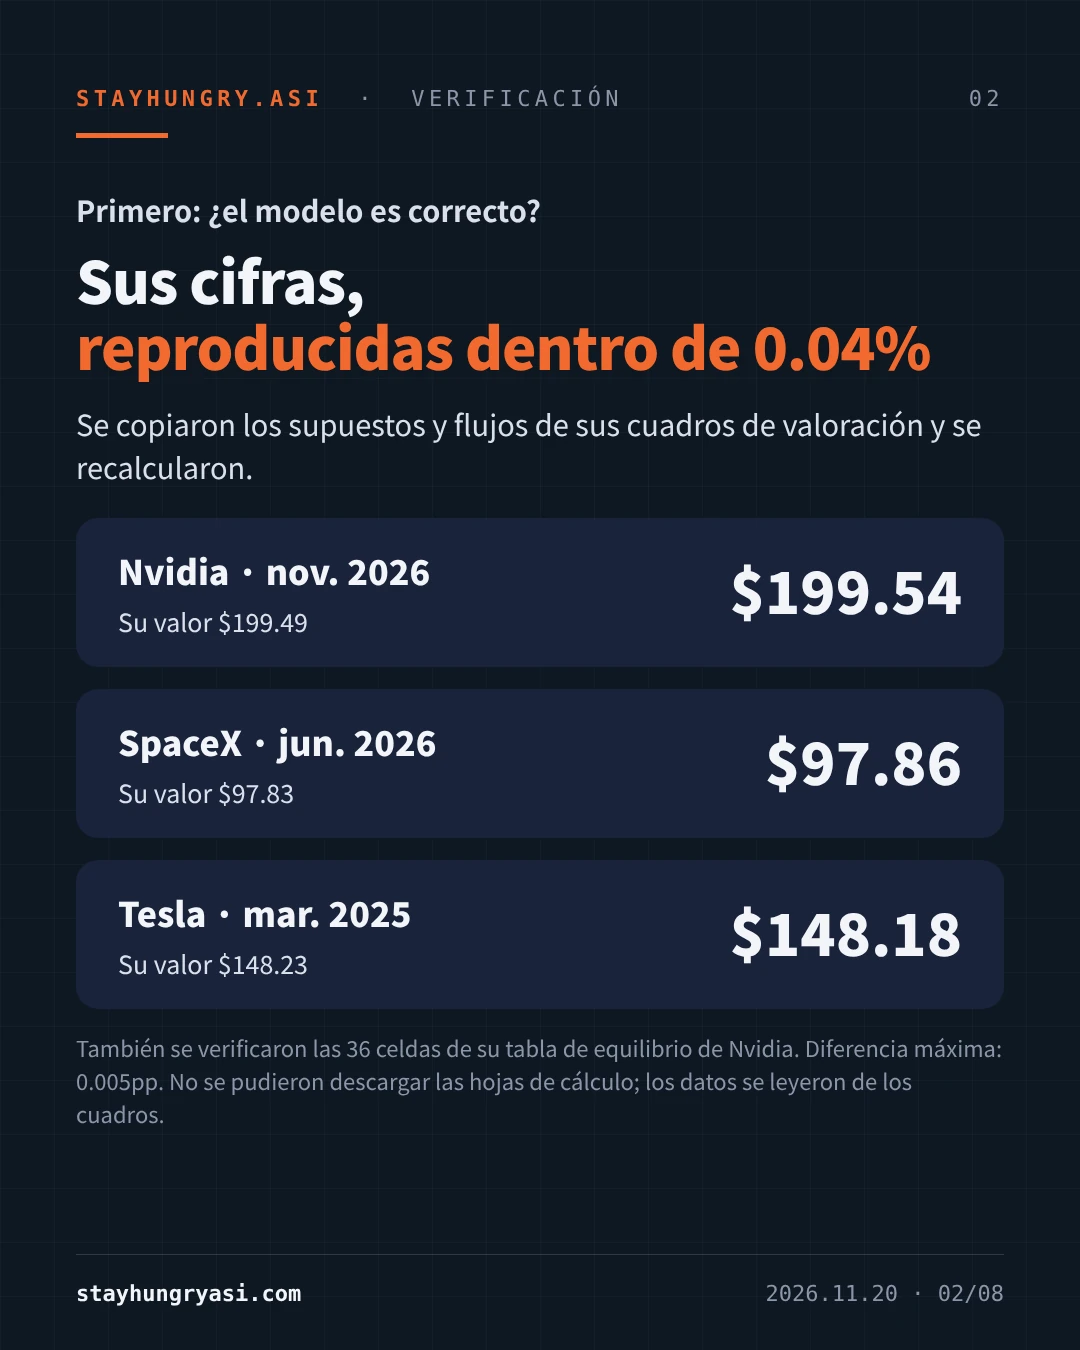 STAYHUNGRY.ASI · VERIFICACIÓN 02
Primero: ¿el modelo es correcto?
Sus cifras,
reproducidas dentro de 0.04%
Se copiaron los supuestos y flujos de sus cuadros de valoración y se
recalcularon.
Nvidia · nov. 2026
Su valor $199.49
$199.54
SpaceX · jun. 2026
Su valor $97.83
$97.86
Tesla · mar. 2025
Su valor $148.23
$148.18
También se verificaron las 36 celdas de su tabla de equilibrio de Nvidia. Diferencia máxima:
0.005pp. No se pudieron descargar las hojas de cálculo; los datos se leyeron de los
cuadros.
stayhungryasi.com
2026.11.20 · 02/08